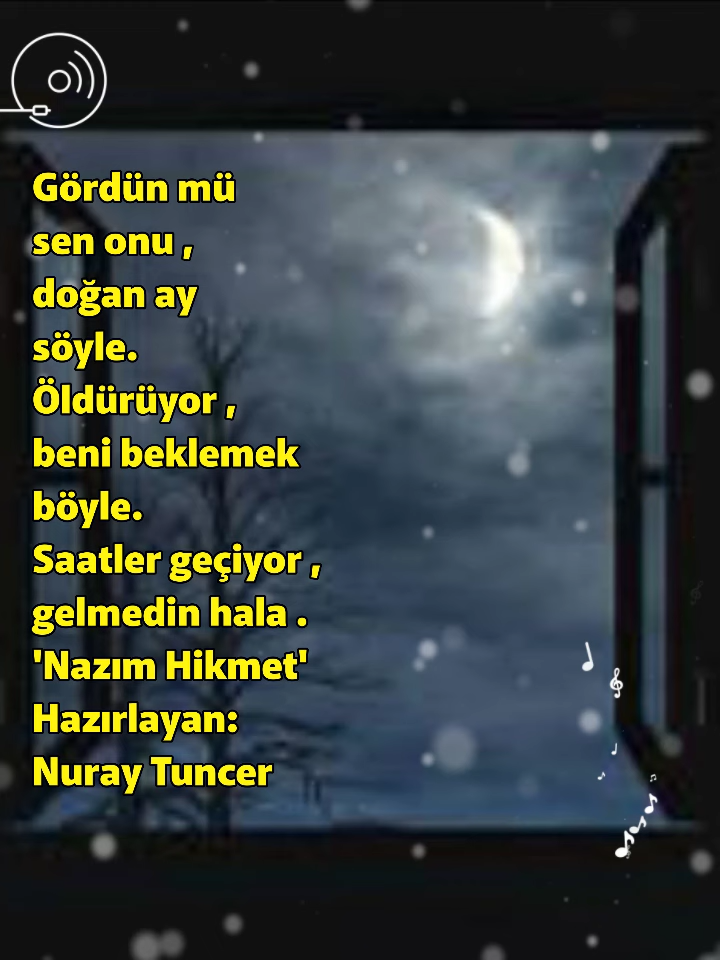 Gördün mü
sen onu ,
doğan ay
söyle.
Öldürüyor ,
beni beklemek
böyle.
Saatler geçiyor ,
gelmedin hala .
'Nazım Hikmet'
Hazırlayan:
Nuray Tuncer